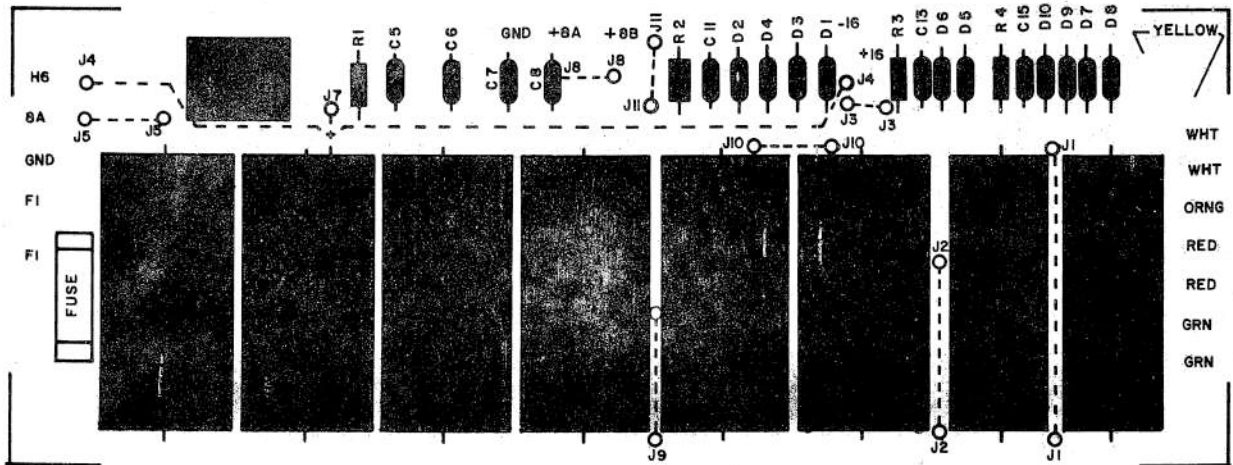 R1 C5 C6 GND +8A +8B J11 R2 C11 D2 D4 D3 D1 -16 R3 C13 D6 D5 R4 C15 D10 D9 D7 D8 YELLOW
+16
H6 J4 C7 C8 J8 J8 J4
8A J7 J11 J3 J3
J5 J5
WHT
J10 J10 J1
GND WHT
F1 ORNG
F1 J2 RED
FUSE RED
GRN
GRN
J9 J2 J1